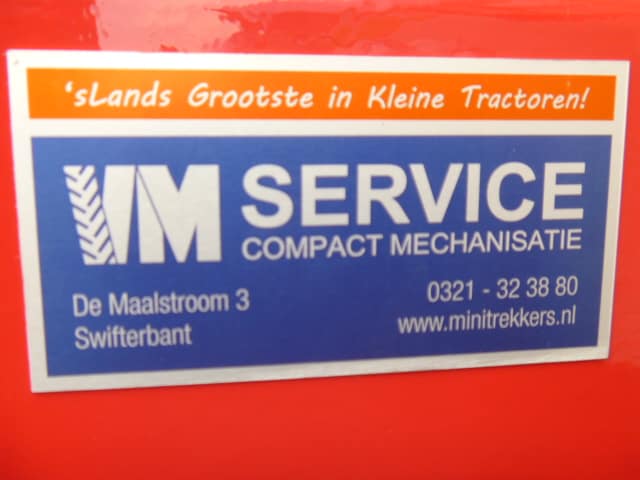 'sLands Grootste in Kleine Tractoren!
VM SERVICE
COMPACT MECHANISATIE
De Maalstroom 3
Swifterbant
0321 - 32 38 80
www.minitrekkers.nl